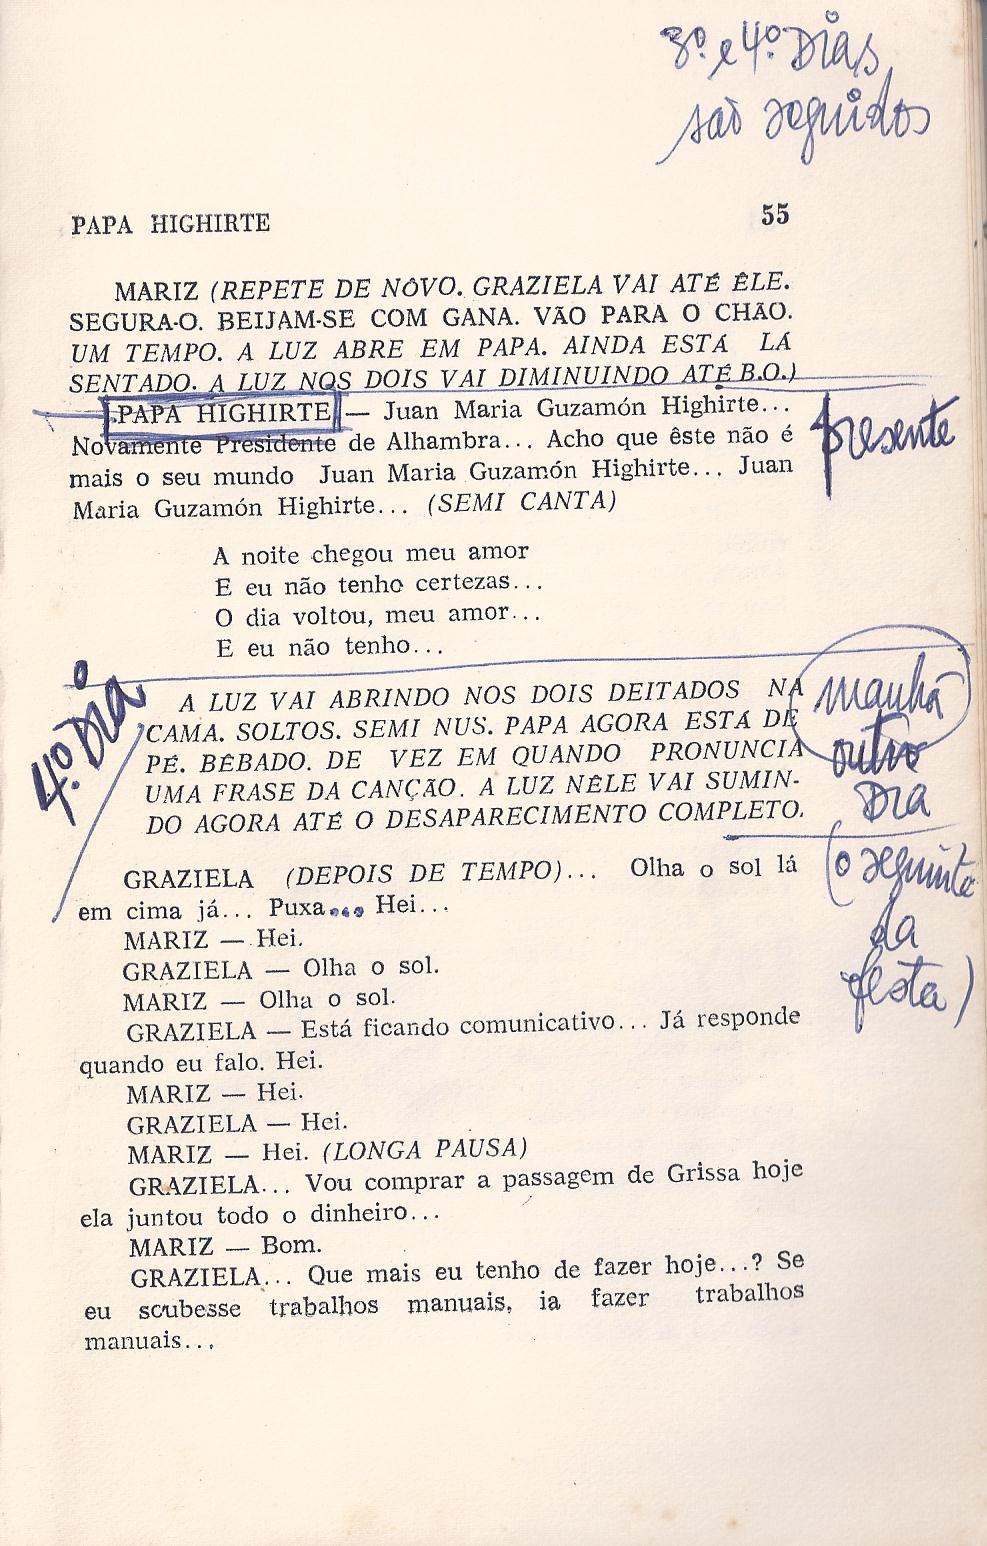 3º e 4º Dias
são seguidos
PAPA HIGHIRTE 55
MARIZ (REPETE DE NÔVO. GRAZIELA VAI ATÉ ÊLE.
SEGURA-O. BEIJAM-SE COM GANA. VÃO PARA O CHÃO.
UM TEMPO. A LUZ ABRE EM PAPA. AINDA ESTÁ LÁ
SENTADO. A LUZ NOS DOIS VAI DIMINUINDO ATÉ B.O.)
PAPA HIGHIRTE — Juan Maria Guzamón Highirte...
Novamente Presidente de Alhambra... Acho que êste não é
mais o seu mundo Juan Maria Guzamón Highirte... Juan
Maria Guzamón Highirte... (SEMI CANTA)
presente
A noite chegou meu amor
E eu não tenho certezas...
O dia voltou, meu amor...
E eu não tenho...
4º. DIA
A LUZ VAI ABRINDO NOS DOIS DEITADOS NA
CAMA. SOLTOS. SEMI NUS. PAPA AGORA ESTÁ DE
PÉ. BÊBADO. DE VEZ EM QUANDO PRONUNCIA
UMA FRASE DA CANÇÃO. A LUZ NÊLE VAI SUMIN-
DO AGORA ATÉ O DESAPARECIMENTO COMPLETO.
manhã
outro
DIA
(o seguinte
da
festa)
GRAZIELA (DEPOIS DE TEMPO)... Olha o sol lá
em cima já... Puxa... Hei...
MARIZ — Hei.
GRAZIELA — Olha o sol.
MARIZ — Olha o sol.
GRAZIELA — Está ficando comunicativo... Já responde
quando eu falo. Hei.
MARIZ — Hei.
GRAZIELA — Hei.
MARIZ — Hei. (LONGA PAUSA)
GRAZIELA... Vou comprar a passagem de Grissa hoje
ela juntou todo o dinheiro...
MARIZ — Bom.
GRAZIELA... Que mais eu tenho de fazer hoje...? Se
eu soubesse trabalhos manuais, ia fazer trabalhos
manuais...